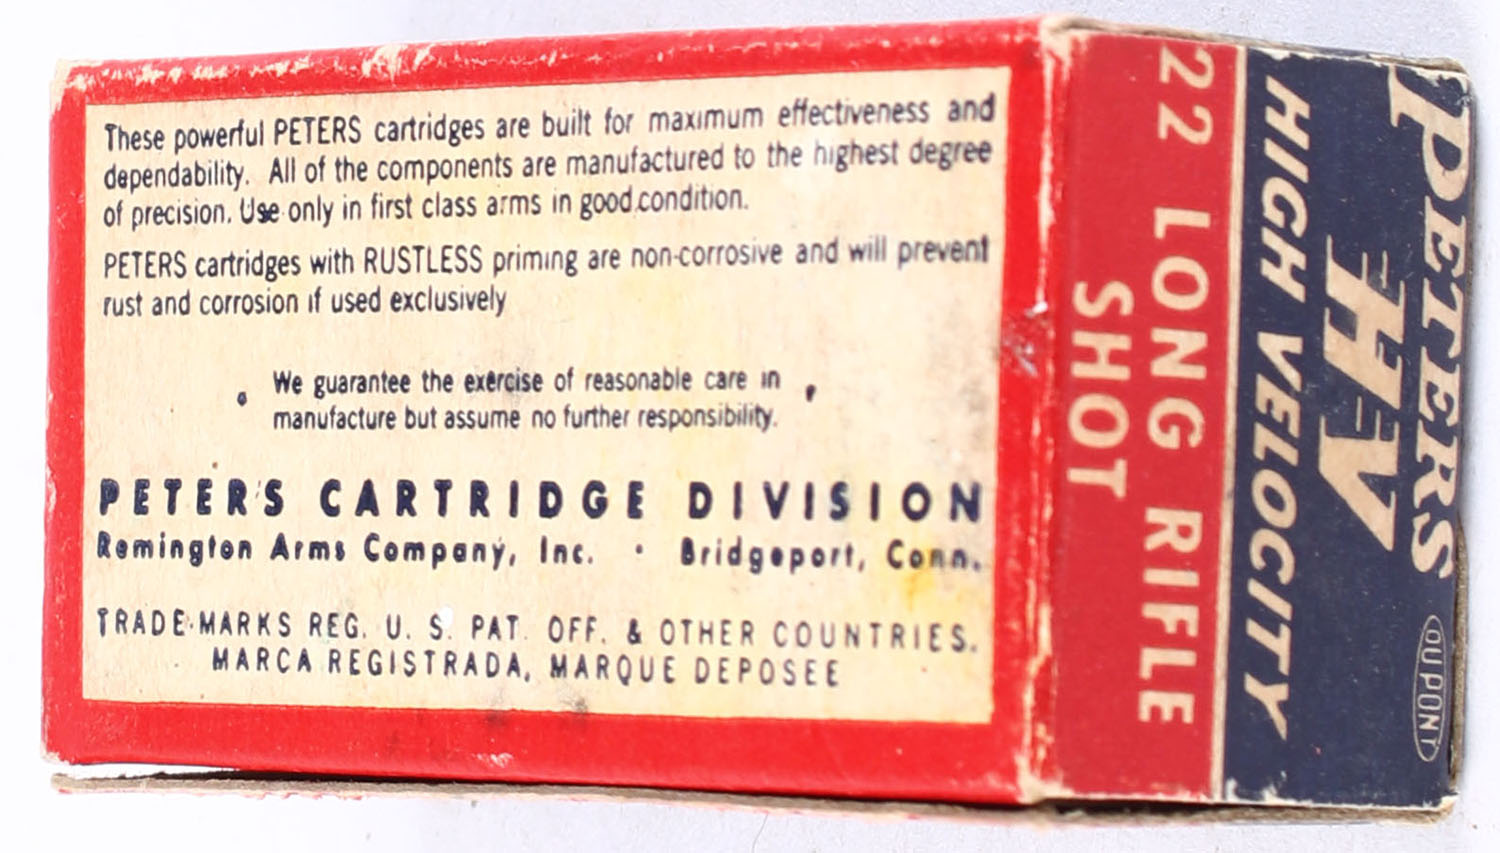 These powerful PETERS cartridges are built for maximum effectiveness and
dependability. All of the components are manufactured to the highest degree
of precision. Use only in first class arms in good condition.
PETERS cartridges with RUSTLESS priming are non-corrosive and will prevent
rust and corrosion if used exclusively
We guarantee the exercise of reasonable care in
manufacture but assume no further responsibility.
PETERS CARTRIDGE DIVISION
Remington Arms Company, Inc. • Bridgeport, Conn.
TRADE-MARKS REG. U. S. PAT. OFF. & OTHER COUNTRIES.
MARCA REGISTRADA, MARQUE DEPOSEE
PETERS
HV
HIGH VELOCITY
22 LONG RIFLE
SHOT
DUPONT